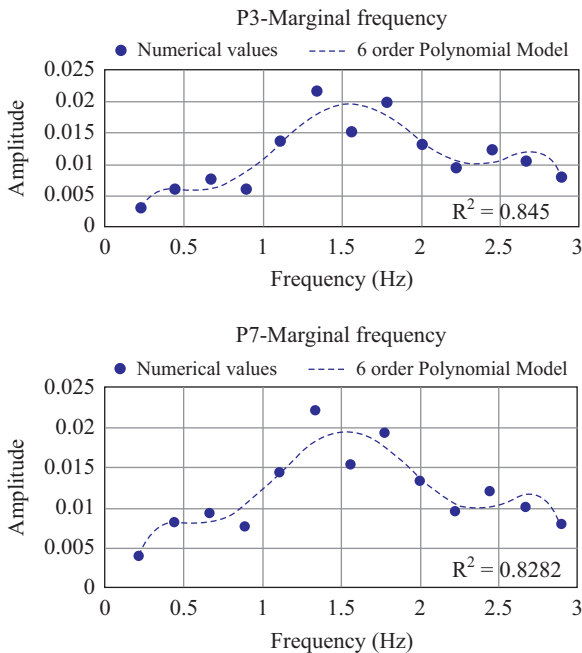 P3-Marginal frequency
Numerical values 6 order Polynomial Model
0.025
0.02
0.015
0.01
0.005
0
Amplitude
R² = 0.845
0 0.5 1 1.5 2 2.5 3
Frequency (Hz)
P7-Marginal frequency
Numerical values 6 order Polynomial Model
0.025
0.02
0.015
0.01
0.005
0
Amplitude
R² = 0.8282
0 0.5 1 1.5 2 2.5 3
Frequency (Hz)